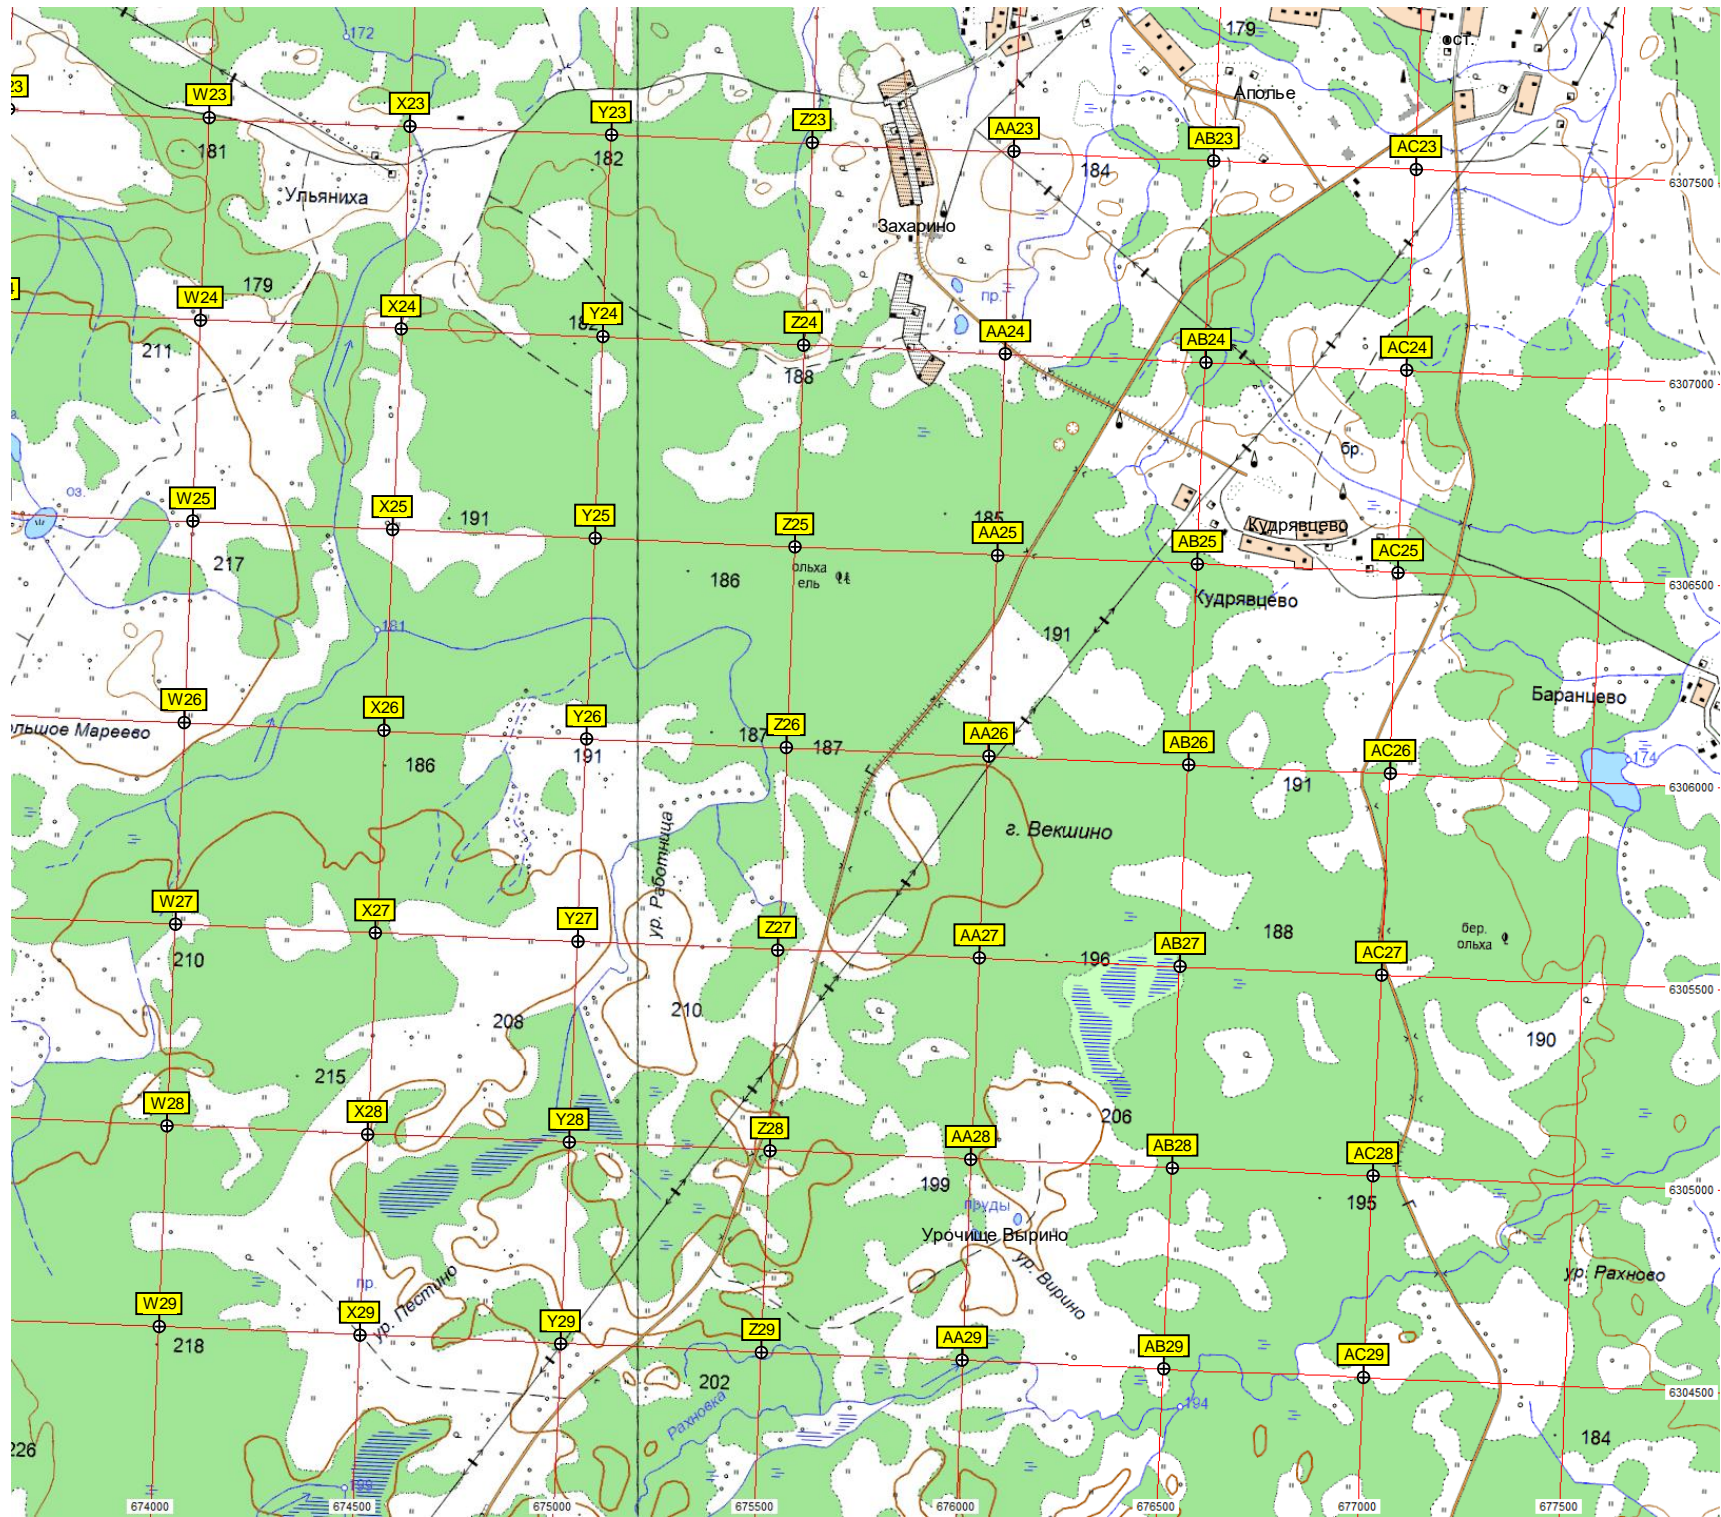 172
179
ост.
23
W23
X23
Y23
Z23
AA23
Аполье
AB23
AC23
181
182
184
6307500
Ульяниха
Захарино
179
W24
X24
Y24
Z24
AA24
AB24
AC24
пр.
211
182
188
6307000
бр.
оз.
W25
X25
Y25
Z25
AA25
AB25
AC25
191
185
Кудрявцево
217
186
ольха
ель
6306500
Кудрявцево
181
191
Баранцево
W26
X26
Y26
Z26
AA26
AB26
AC26
ольшое Мареево
186
191
187
187
191
174
6306000
г. Векшино
ур. Работница
W27
X27
Y27
Z27
AA27
AB27
AC27
210
196
188
бер.
ольха
6305500
208
210
190
215
206
W28
X28
Y28
Z28
AA28
AB28
AC28
199
195
6305000
пруды
Урочище Вырино
ур. Вирино
ур. Рахново
пр.
ур. Пестино
W29
X29
Y29
Z29
AA29
AB29
AC29
218
202
6304500
Рахновка
194
184
226
199
674000
674500
675000
675500
676000
676500
677000
677500